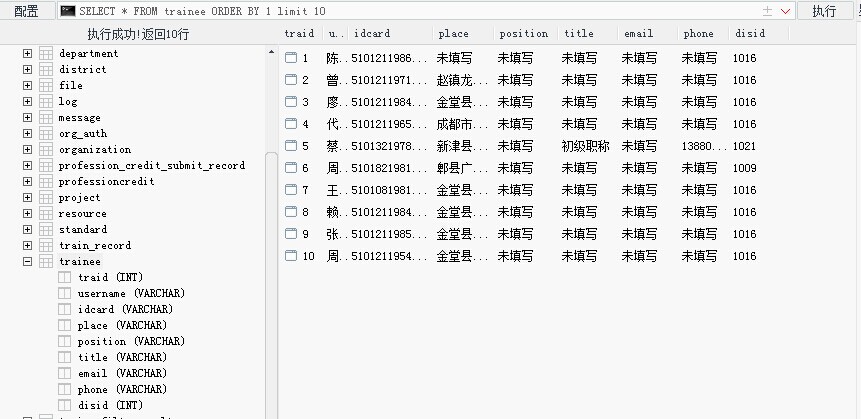 配置 SELECT * FROM trainee ORDER BY 1 limit 10 执行
执行成功!返回10行
department
district
file
log
message
org_auth
organization
profession_credit_submit_record
professioncredit
project
resource
standard
train_record
trainee
traid (INT)
username (VARCHAR)
idcard (VARCHAR)
place (VARCHAR)
position (VARCHAR)
title (VARCHAR)
email (VARCHAR)
phone (VARCHAR)
disid (INT)
traid u.. idcard place position title email phone disid
1 陈.. 5101211986... 未填写 未填写 未填写 未填写 未填写 1016
2 曾.. 5101211971... 赵镇龙... 未填写 未填写 未填写 未填写 1016
3 廖.. 5101211984... 金堂县... 未填写 未填写 未填写 未填写 1016
4 代.. 5101211965... 成都市... 未填写 未填写 未填写 未填写 1016
5 蔡.. 5101321978... 新津县... 未填写 初级职称 未填写 13880... 1021
6 周.. 5101821981... 郫县广... 未填写 未填写 未填写 未填写 1009
7 王.. 5101081981... 金堂县... 未填写 未填写 未填写 未填写 1016
8 赖.. 5101211984... 金堂县... 未填写 未填写 未填写 未填写 1016
9 张.. 5101211985... 金堂县... 未填写 未填写 未填写 未填写 1016
10 周.. 5101211954... 金堂县... 未填写 未填写 未填写 未填写 1016